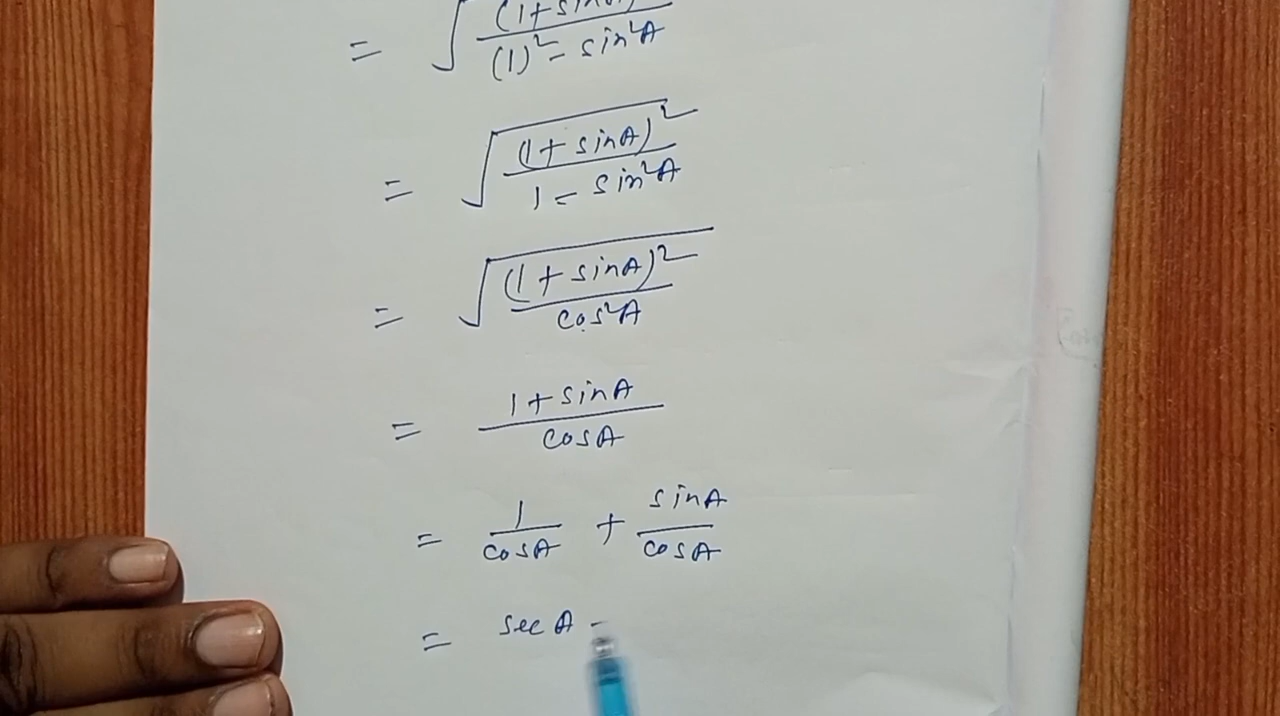 = √((1+sinA)²/((1)² - sin²A))
= √((1+sinA)²/(1 - sin²A))
= √((1+sinA)²/cos²A)
= (1+sinA)/cosA
= 1/cosA + sinA/cosA
= secA -